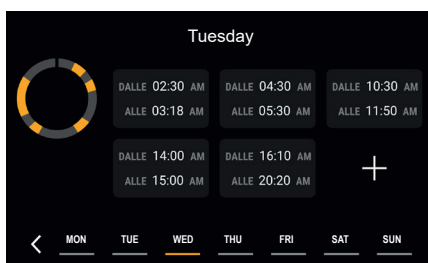 Tuesday
DALLE 02:30 AM DALLE 04:30 AM DALLE 10:30 AM
ALLE 03:18 AM ALLE 05:30 AM ALLE 11:50 AM
DALLE 14:00 AM DALLE 16:10 AM
ALLE 15:00 AM ALLE 20:20 AM
MON TUE WED THU FRI SAT SUN